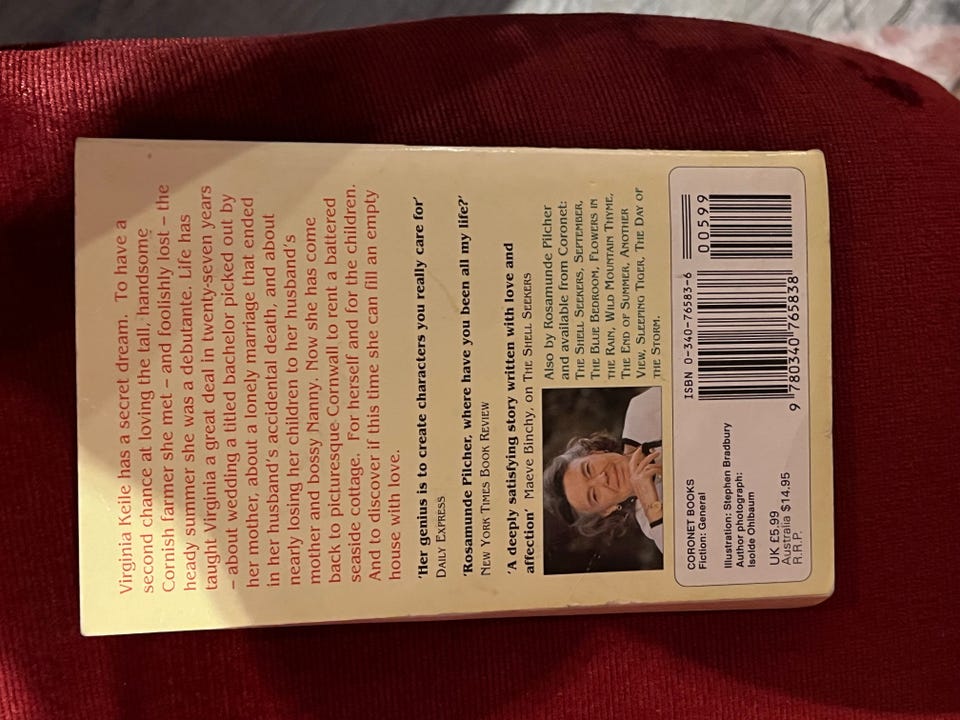 Virginia Keile has a secret dream. To have a
second chance at loving the tall, handsome
Cornish farmer she met – and foolishly lost – the
heady summer she was a debutante. Life has
taught Virginia a great deal in twenty-seven years
– about wedding a titled bachelor picked out by
her mother, about a lonely marriage that ended
in her husband's accidental death, and about
nearly losing her children to her husband's
mother and bossy Nanny. Now she has come
back to picturesque Cornwall to rent a battered
seaside cottage. For herself and for the children.
And to discover if this time she can fill an empty
house with love.
'Her genius is to create characters you really care for'
DAILY EXPRESS
'Rosamunde Pilcher, where have you been all my life?'
NEW YORK TIMES BOOK REVIEW
'A deeply satisfying story written with love and
affection' MAEVE BINCHY, on THE SHELL SEEKERS
Also by Rosamunde Pilcher
and available from Coronet:
THE SHELL SEEKERS, SEPTEMBER,
THE BLUE BEDROOM, FLOWERS IN
THE RAIN, WILD MOUNTAIN THYME,
THE END OF SUMMER, ANOTHER
VIEW, SLEEPING TIGER, THE DAY OF
THE STORM.
CORONET BOOKS
Fiction: General
Illustration: Stephen Bradbury
Author photograph:
Isolde Ohlbaum
UK £5.99
Australia $14.95
R.R.P.
ISBN 0-340-76583-6
00599
9 780340 765838